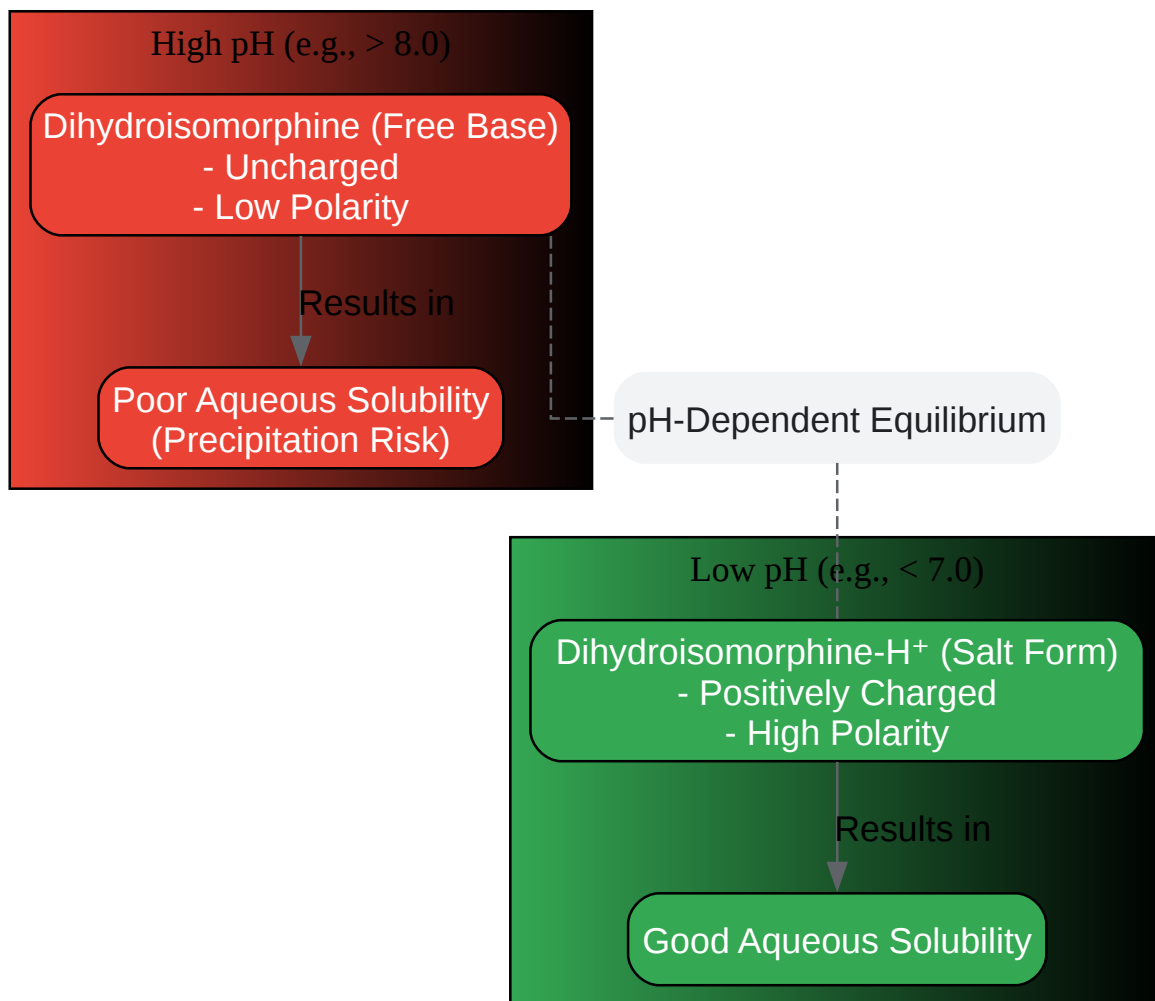 High pH (e.g., > 8.0)
Dihydroisomorphine (Free Base)
- Uncharged
- Low Polarity
Results in
Poor Aqueous Solubility
(Precipitation Risk)
pH-Dependent Equilibrium
Low pH (e.g., < 7.0)
Dihydroisomorphine-H⁺ (Salt Form)
- Positively Charged
- High Polarity
Results in
Good Aqueous Solubility